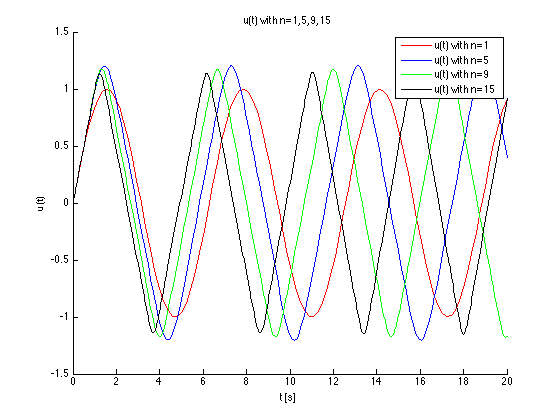 u(t) with n=1,5,9,15
u(t) with n=1
u(t) with n=5
u(t) with n=9
u(t) with n=15
1.5
1
0.5
0
-0.5
-1
-1.5
u(t)
0 2 4 6 8 10 12 14 16 18 20
t [s]